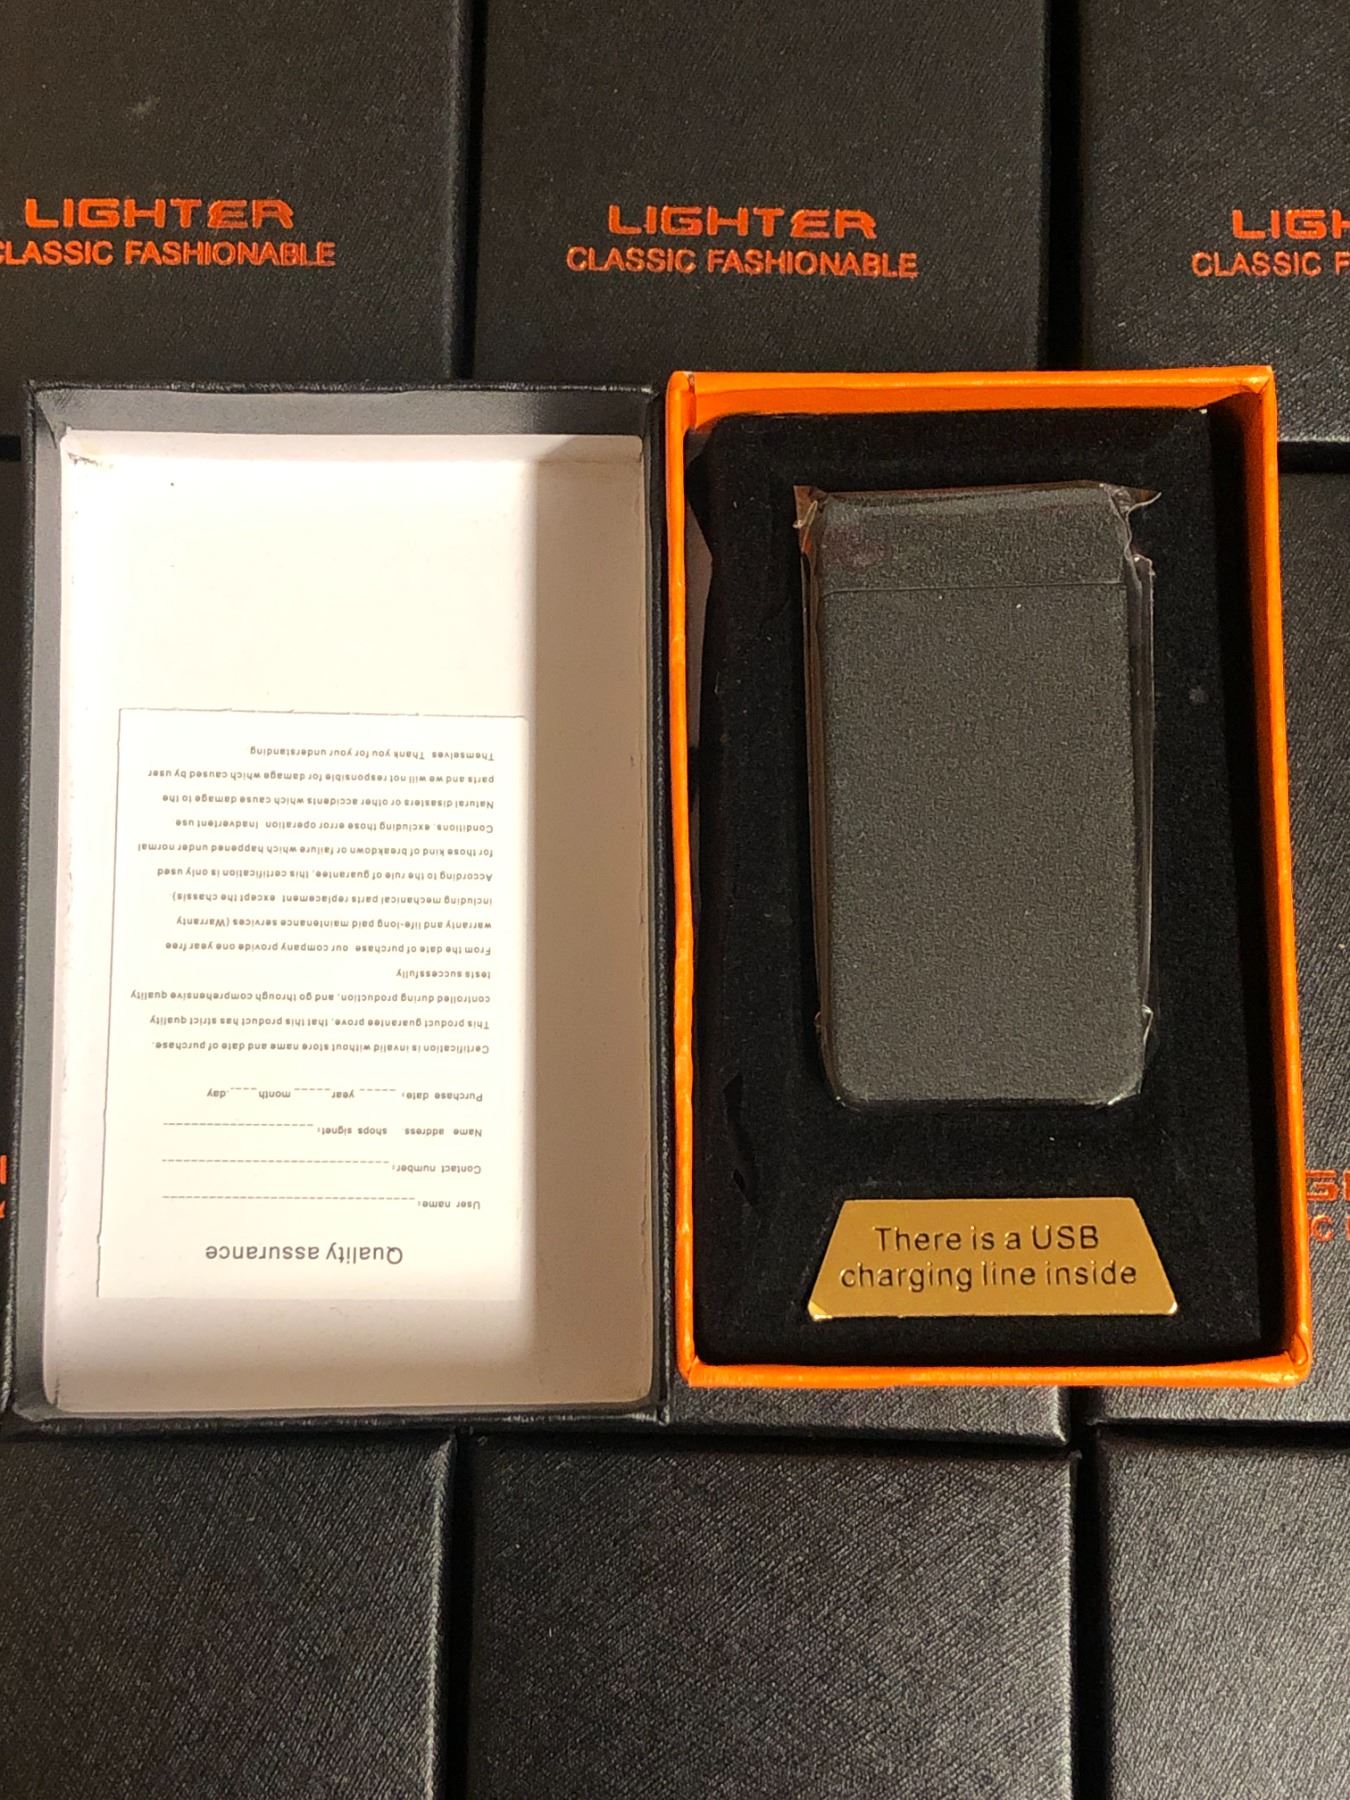 LIGHTER
CLASSIC FASHIONABLE
LIGHTER
CLASSIC FASHIONABLE
LIGH
CLASSIC F
Quality assurance
User name:
Contact number:
Name address shops signet:
Purchase date: year month day
Certification is invalid without store name and date of purchase.
This product guarantee prove, that this product has strict quality
controlled during production, and go through comprehensive quality
tests successfully
From the date of purchase our company provide one year free
warranty and life-long paid maintenance services (Warranty
including mechanical parts replacement except the chassis)
According to the rule of guarantee, this certification is only used
for those kind of breakdown or failure which happened under normal
Conditions, excluding those error operation Inadvertent use
Natural disasters or other accidents which cause damage to the
parts and we will not responsible for damage which caused by user
Themselves Thank you for your understanding
There is a USB
charging line inside